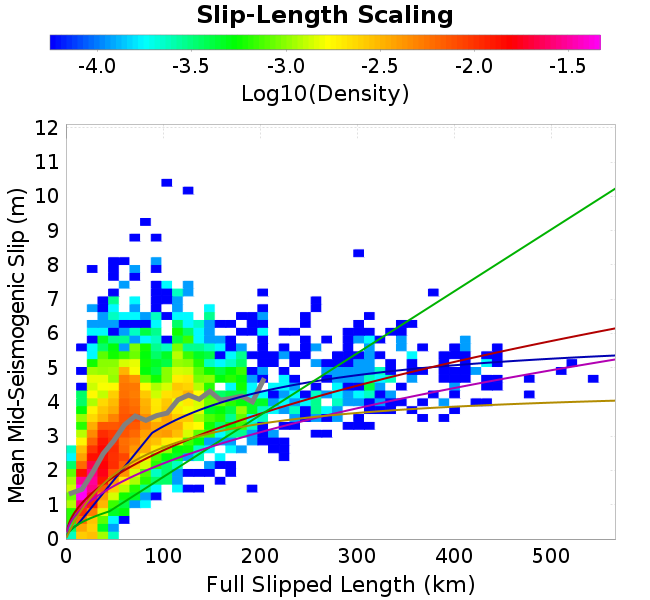 Slip-Length Scaling
-4.0 -3.5 -3.0 -2.5 -2.0 -1.5
Log10(Density)
12
11
10
9
8
7
6
5
4
3
2
1
0
Mean Mid-Seismogenic Slip (m)
0 100 200 300 400 500
Full Slipped Length (km)